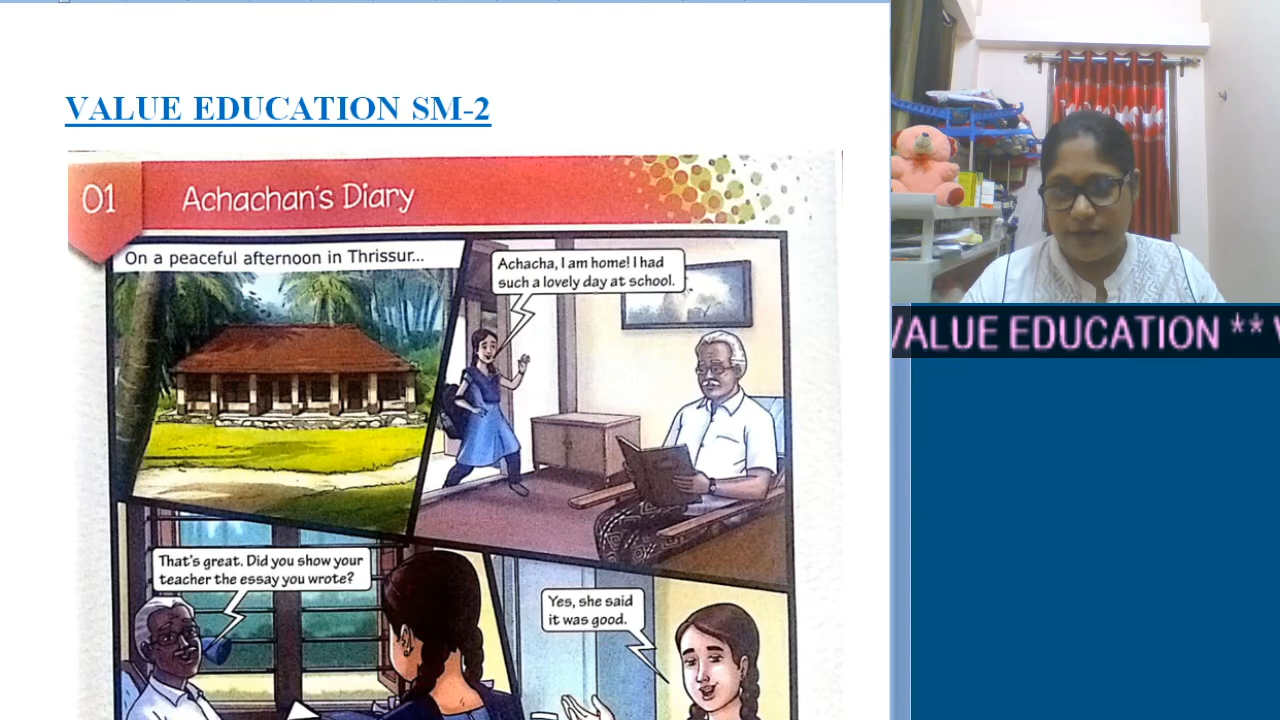 VALUE EDUCATION SM-2
01
Achachan's Diary
On a peaceful afternoon in Thrissur...
Achacha, I am home! I had
such a lovely day at school.
That's great. Did you show your
teacher the essay you wrote?
Yes, she said
it was good.
VALUE EDUCATION **